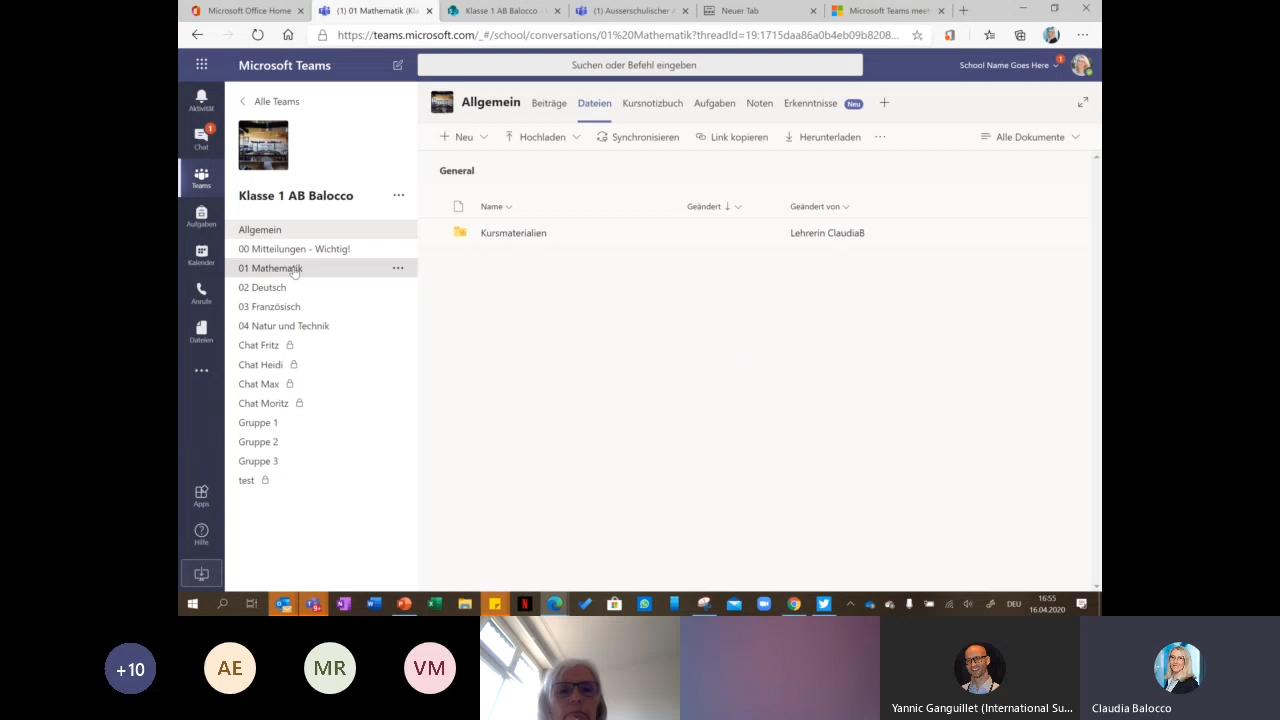 Microsoft Office Home
(1) 01 Mathematik (Kla
Klasse 1 AB Balocco -
(1) Ausserschulischer A
Neuer Tab
Microsoft Teams meet
https://teams.microsoft.com/_#/school/conversations/01%20Mathematik?threadId=19:1715daa86a0b4eb09b8208...
Microsoft Teams
Suchen oder Befehl eingeben
School Name Goes Here
1
Aktivität
1
Chat
Teams
Aufgaben
Kalender
Anrufe
Dateien
Apps
Hilfe
Alle Teams
Klasse 1 AB Balocco
Allgemein
00 Mitteilungen - Wichtig!
01 Mathematik
02 Deutsch
03 Französisch
04 Natur und Technik
Chat Fritz
Chat Heidi
Chat Max
Chat Moritz
Gruppe 1
Gruppe 2
Gruppe 3
test
Allgemein Beiträge Dateien Kursnotizbuch Aufgaben Noten Erkenntnisse Neu
Neu Hochladen Synchronisieren Link kopieren Herunterladen Alle Dokumente
General
Name Geändert Geändert von
Kursmaterialien Lehrerin ClaudiaB
9+
DEU
16:55
16.04.2020
+10
AE
MR
VM
Yannic Ganguillet (International Su...
Claudia Balocco